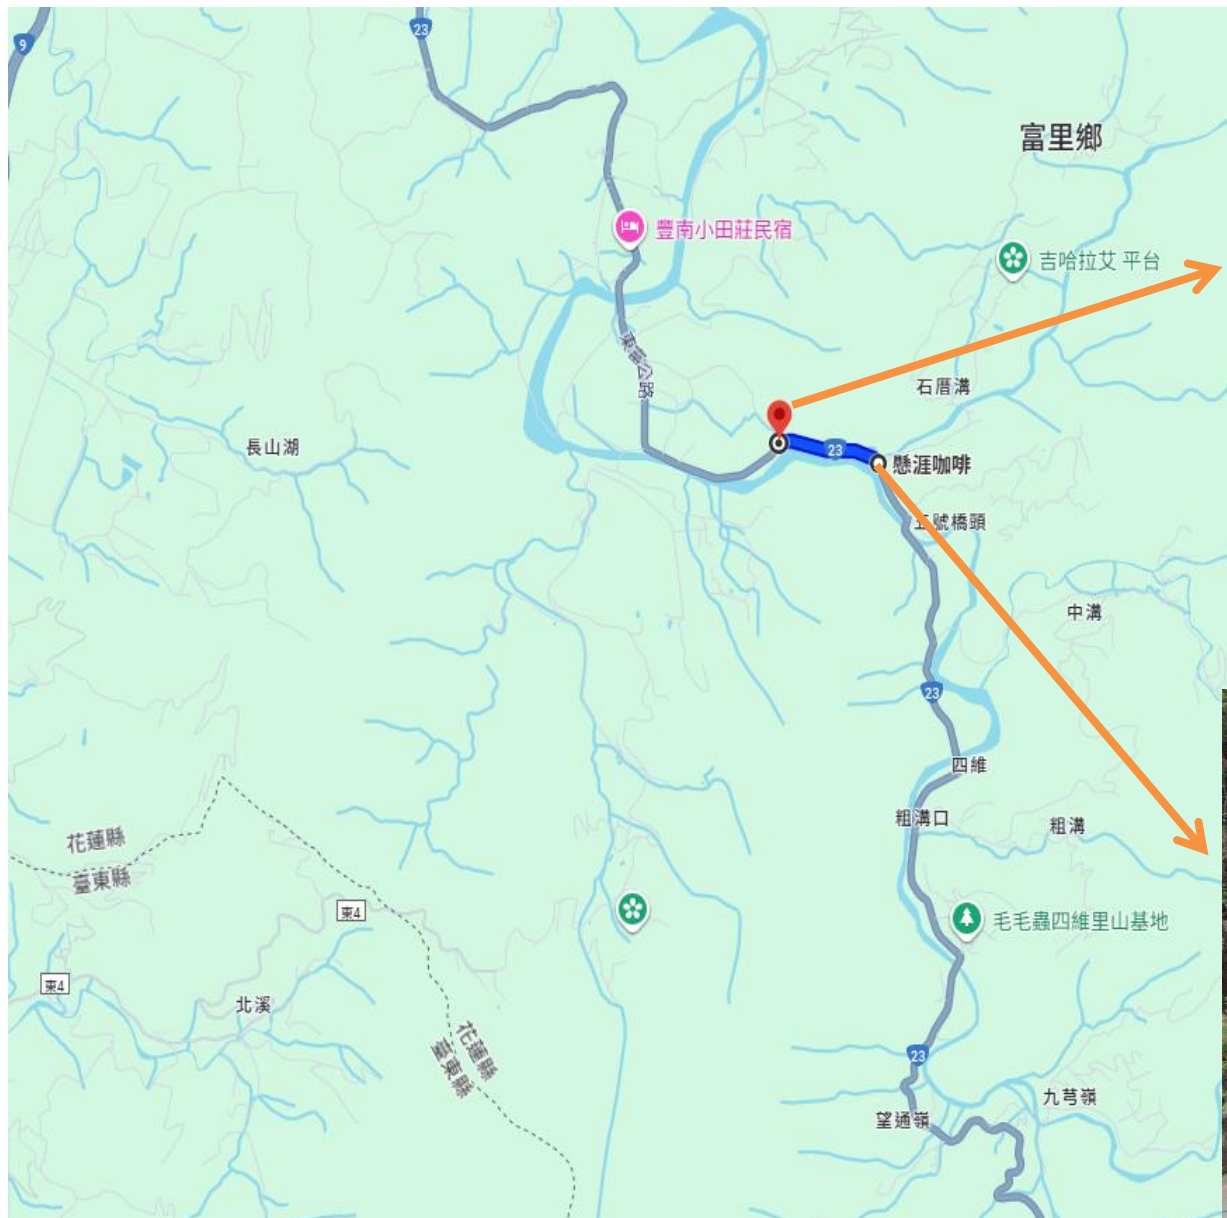 23
9
富里鄉
豐南小田莊民宿
吉哈拉艾 平台
東富公路
石厝溝
長山湖
23
懸涯咖啡
五號橋頭
中溝
23
四維
粗溝口
粗溝
花蓮縣
臺東縣
東4
毛毛蟲四維里山基地
東4
北溪
花蓮縣
臺東縣
23
九芎嶺
望通嶺